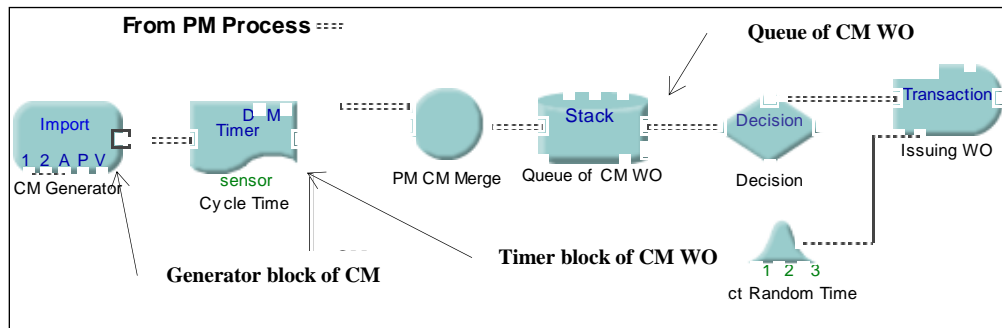 From PM Process
Queue of CM WO
Import
1 2 A P V
CM Generator
D M
Timer
sensor
Cycle Time
PM CM Merge
Stack
Queue of CM WO
Decision
Decision
Transaction
Issuing WO
Generator block of CM
Timer block of CM WO
1 2 3
ct Random Time